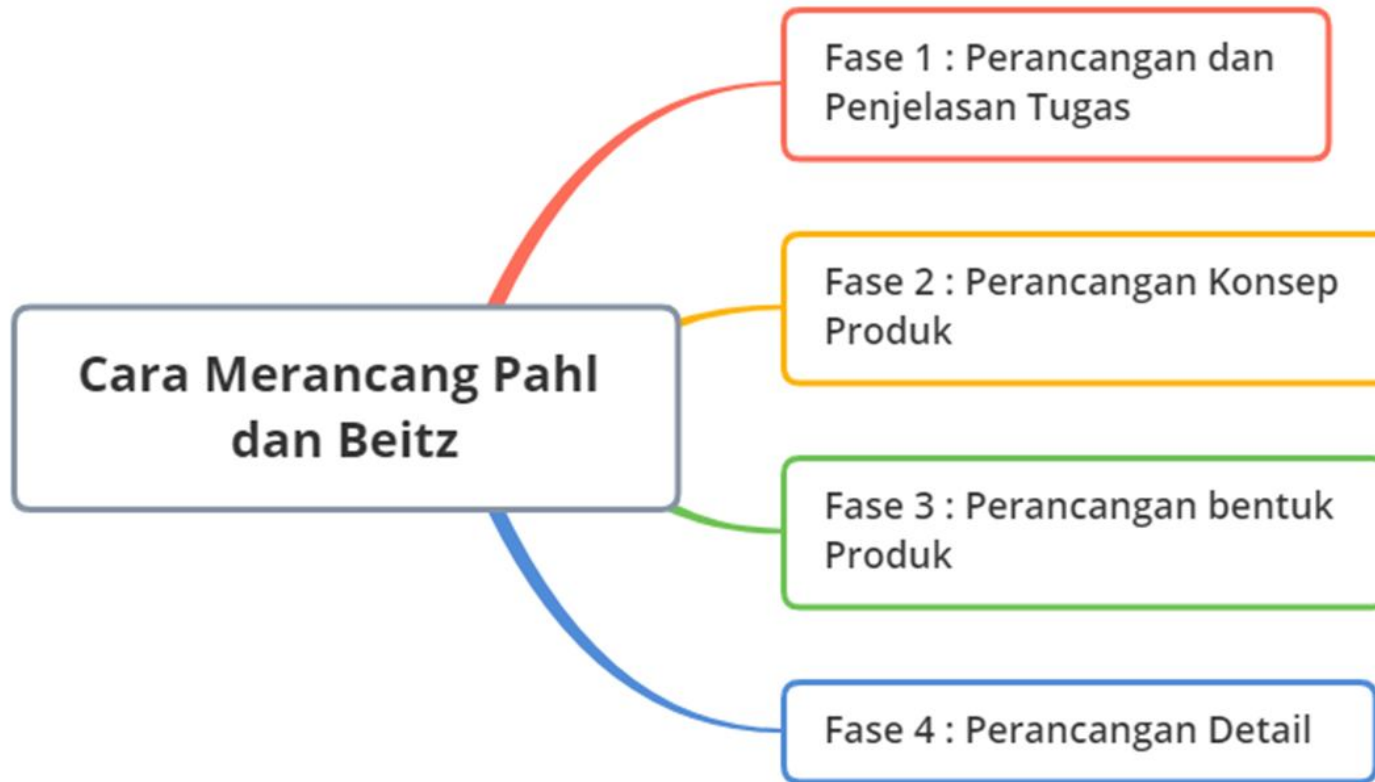 Cara Merancang Pahl
dan Beitz
Fase 1 : Perancangan dan
Penjelasan Tugas
Fase 2 : Perancangan Konsep
Produk
Fase 3 : Perancangan bentuk
Produk
Fase 4 : Perancangan Detail